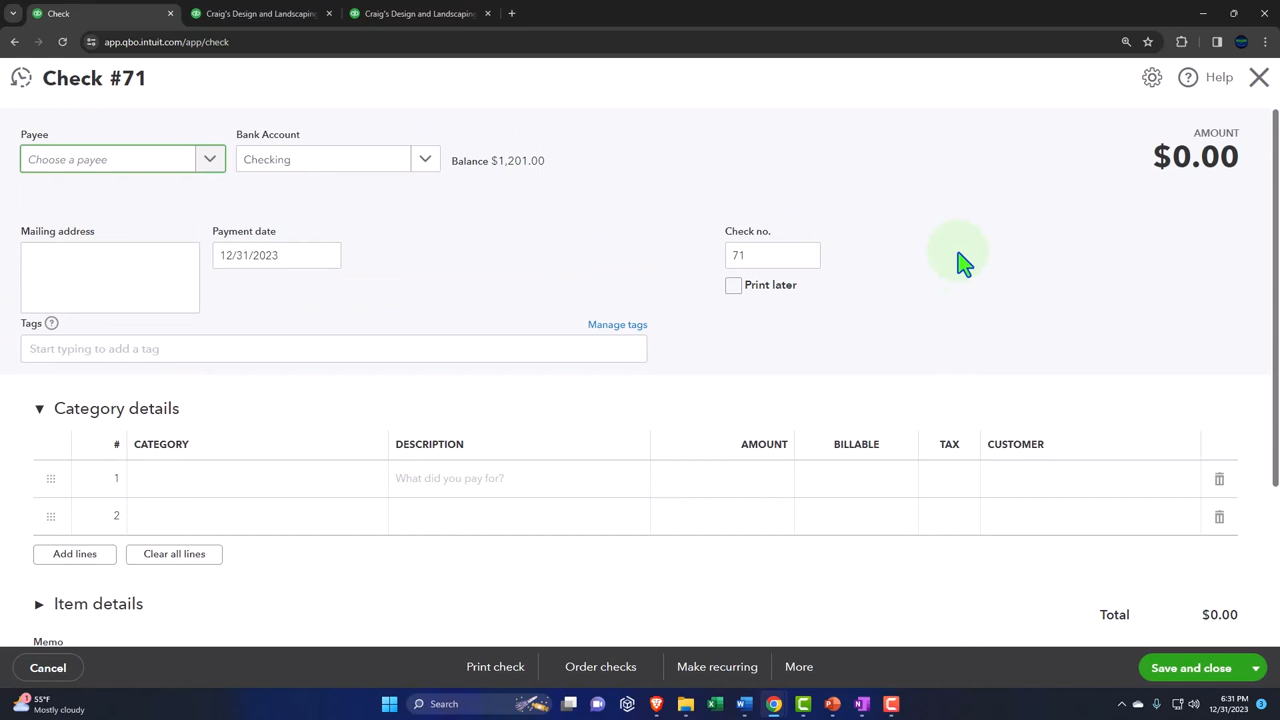 Check
Craig's Design and Landscaping
Craig's Design and Landscaping
app.qbo.intuit.com/app/check
Check #71
Help
Payee
Bank Account
AMOUNT
Choose a payee
Checking
Balance $1,201.00
$0.00
Mailing address
Payment date
Check no.
12/31/2023
71
Print later
Tags ?
Manage tags
Start typing to add a tag
Category details
# CATEGORY DESCRIPTION AMOUNT BILLABLE TAX CUSTOMER
1 What did you pay for?
2
Add lines
Clear all lines
Item details
Total $0.00
Memo
Cancel
Print check
Order checks
Make recurring
More
Save and close
1
55°F
Mostly cloudy
Search
6:31 PM
12/31/2023
3